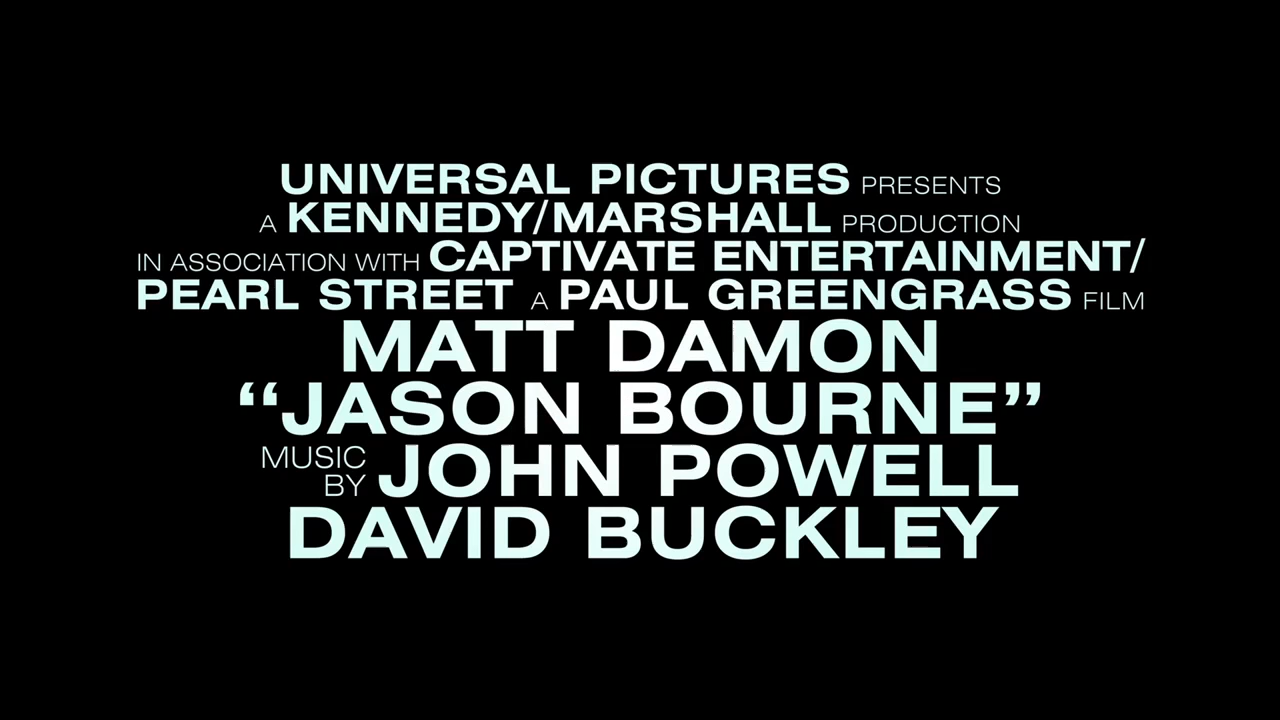 UNIVERSAL PICTURES PRESENTS
A KENNEDY/MARSHALL PRODUCTION
IN ASSOCIATION WITH CAPTIVATE ENTERTAINMENT/
PEARL STREET A PAUL GREENGRASS FILM
MATT DAMON
“JASON BOURNE”
MUSIC BY JOHN POWELL
DAVID BUCKLEY